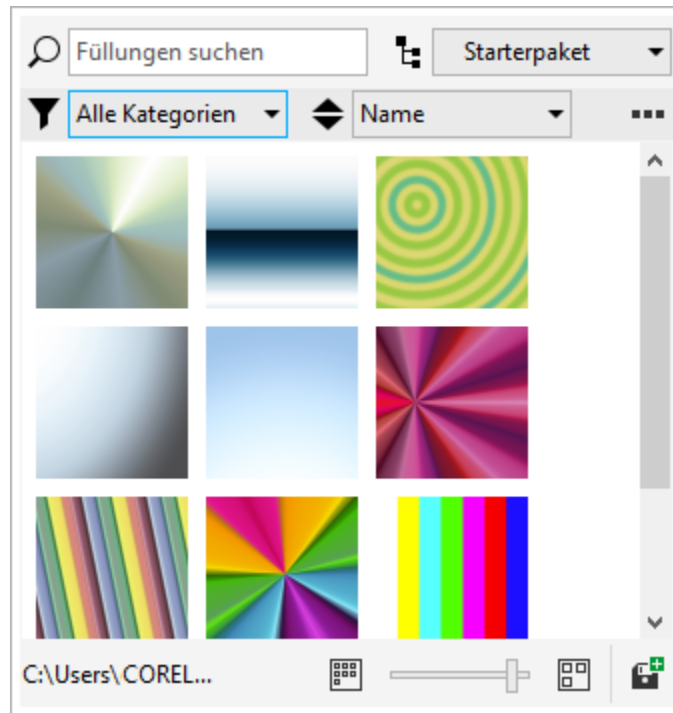 Füllungen suchen
Starterpaket
Alle Kategorien
Name
C:\Users\COREL...